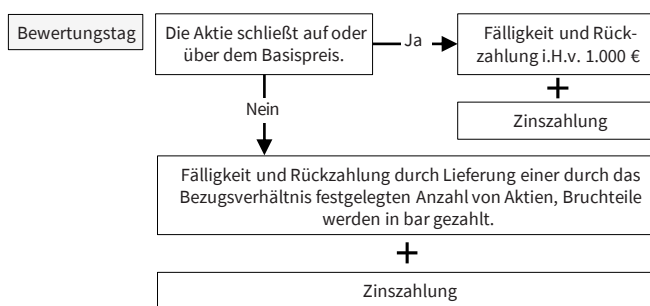 Bewertungstag
Die Aktie schließt auf oder
über dem Basispreis.
Ja
Fälligkeit und Rück-
zahlung i.H.v. 1.000 €
+
Zinszahlung
Nein
Fälligkeit und Rückzahlung durch Lieferung einer durch das
Bezugsverhältnis festgelegten Anzahl von Aktien, Bruchteile
werden in bar gezahlt.
+
Zinszahlung